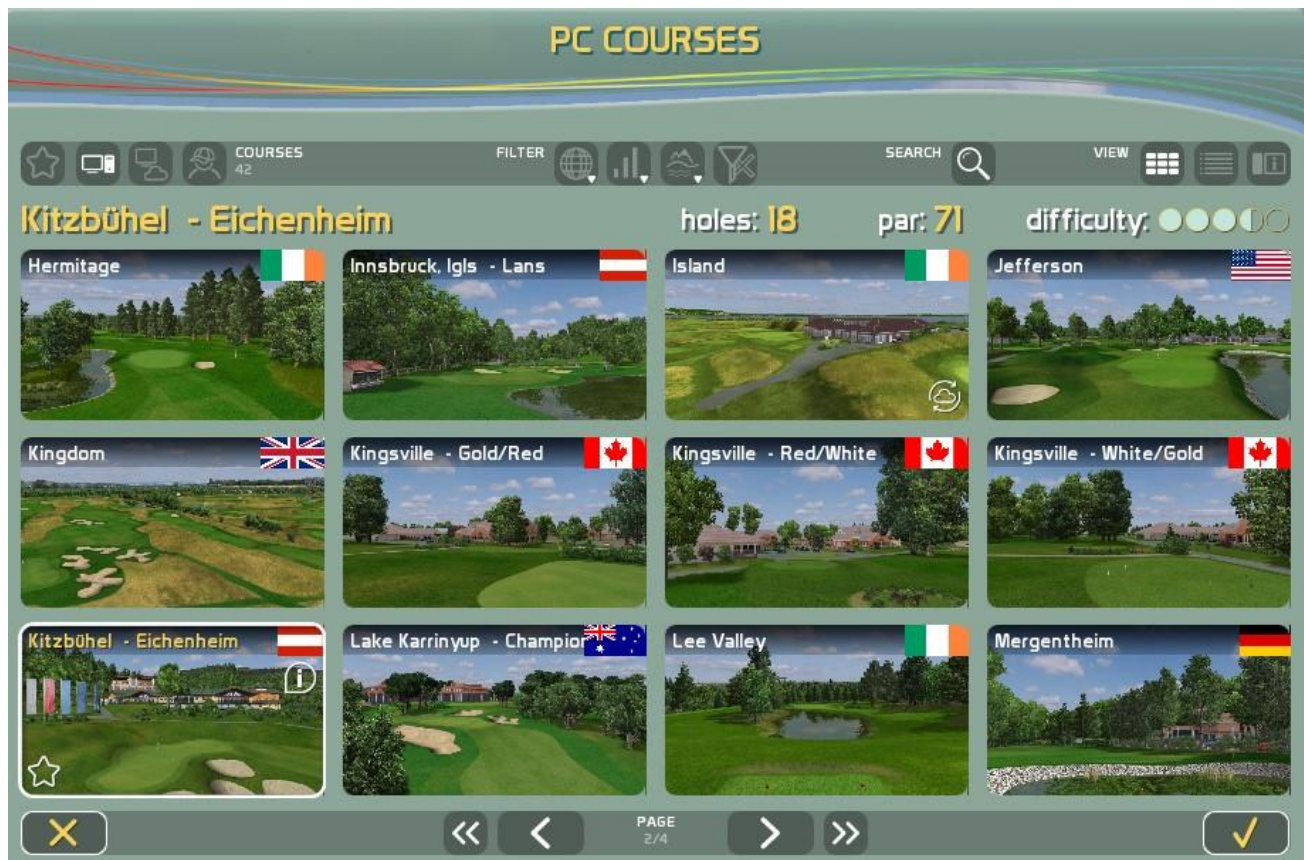 PC COURSES
COURSES
42
FILTER
SEARCH
VIEW
Kitzbühel - Eichenheim
holes: 18
par: 71
difficulty:
Hermitage
Innsbruck, Igls - Lans
Island
Jefferson
Kingdom
Kingsville - Gold/Red
Kingsville - Red/White
Kingsville - White/Gold
Kitzbühel - Eichenheim
Lake Karrinyup - Champion
Lee Valley
Mergentheim
PAGE
2/4